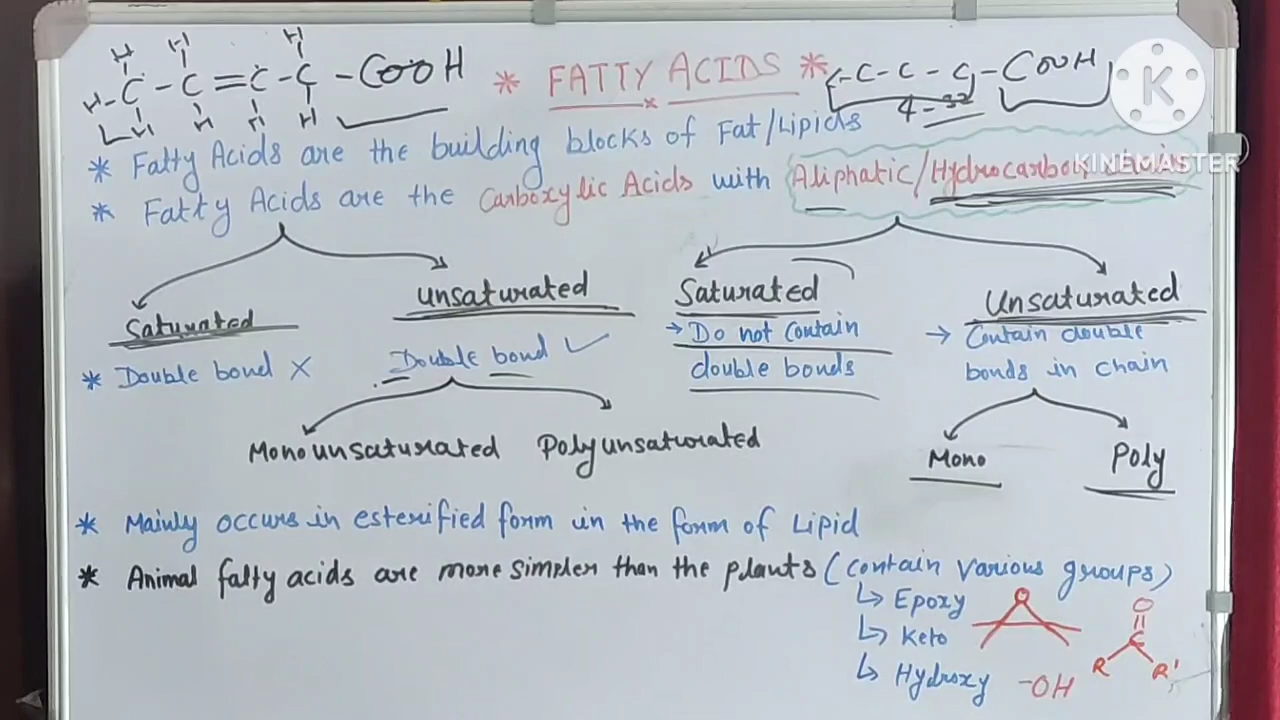 H H H
H-C-C=C-C-COOH * FATTY ACIDS * C-C-C-C-COOH
H H H H
4-32
K
KINEMASTER
* Fatty Acids are the building blocks of Fat/Lipids
* Fatty Acids are the Carboxylic Acids with Aliphatic/Hydrocarbon chains
Saturated Unsaturated Saturated Unsaturated
* Double bond X Double bond ✓ → Do not contain → Contain double
double bonds bonds in chain
Monounsaturated Polyunsaturated Mono Poly
* Mainly occurs in esterified form in the form of Lipid
* Animal fatty acids are more simpler than the plants (contain various groups)
↳ Epoxy O
↳ Keto O
C
R R'
↳ Hydroxy -OH